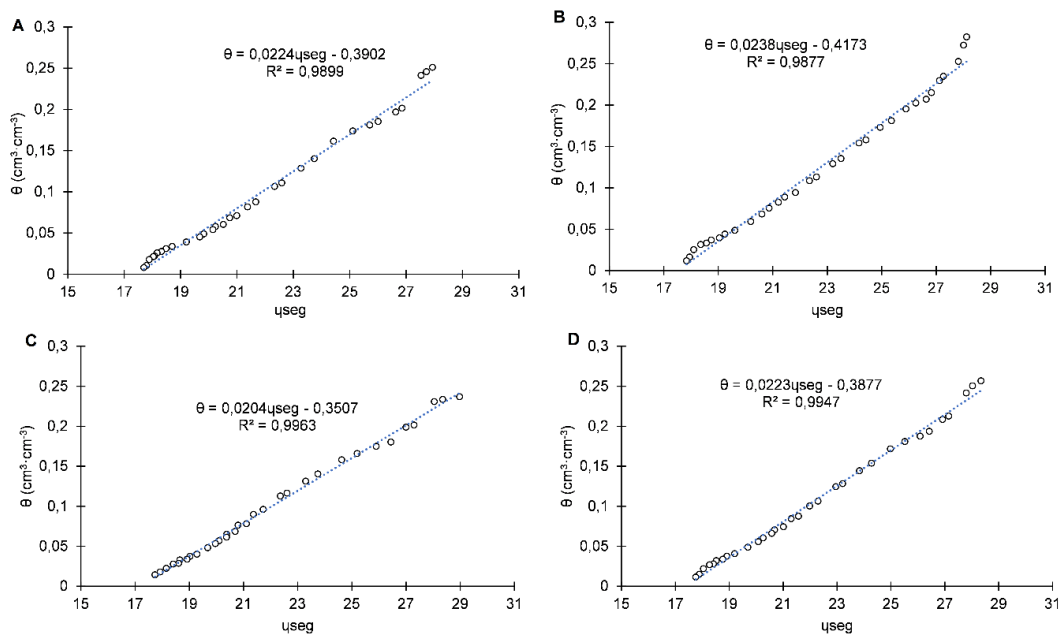 A
θ (cm³·cm⁻³)
0,3
0,25
0,2
0,15
0,1
0,05
0
θ = 0,0224ɥseg - 0,3902
R² = 0,9899
15 17 19 21 23 25 27 29 31
ɥseg
B
θ (cm³·cm⁻³)
0,3
0,25
0,2
0,15
0,1
0,05
0
θ = 0,0238ɥseg - 0,4173
R² = 0,9877
15 17 19 21 23 25 27 29 31
ɥseg
C
θ (cm³·cm⁻³)
0,3
0,25
0,2
0,15
0,1
0,05
0
θ = 0,0204ɥseg - 0,3507
R² = 0,9963
15 17 19 21 23 25 27 29 31
ɥseg
D
θ (cm³·cm⁻³)
0,3
0,25
0,2
0,15
0,1
0,05
0
θ = 0,0223ɥseg - 0,3877
R² = 0,9947
15 17 19 21 23 25 27 29 31
ɥseg